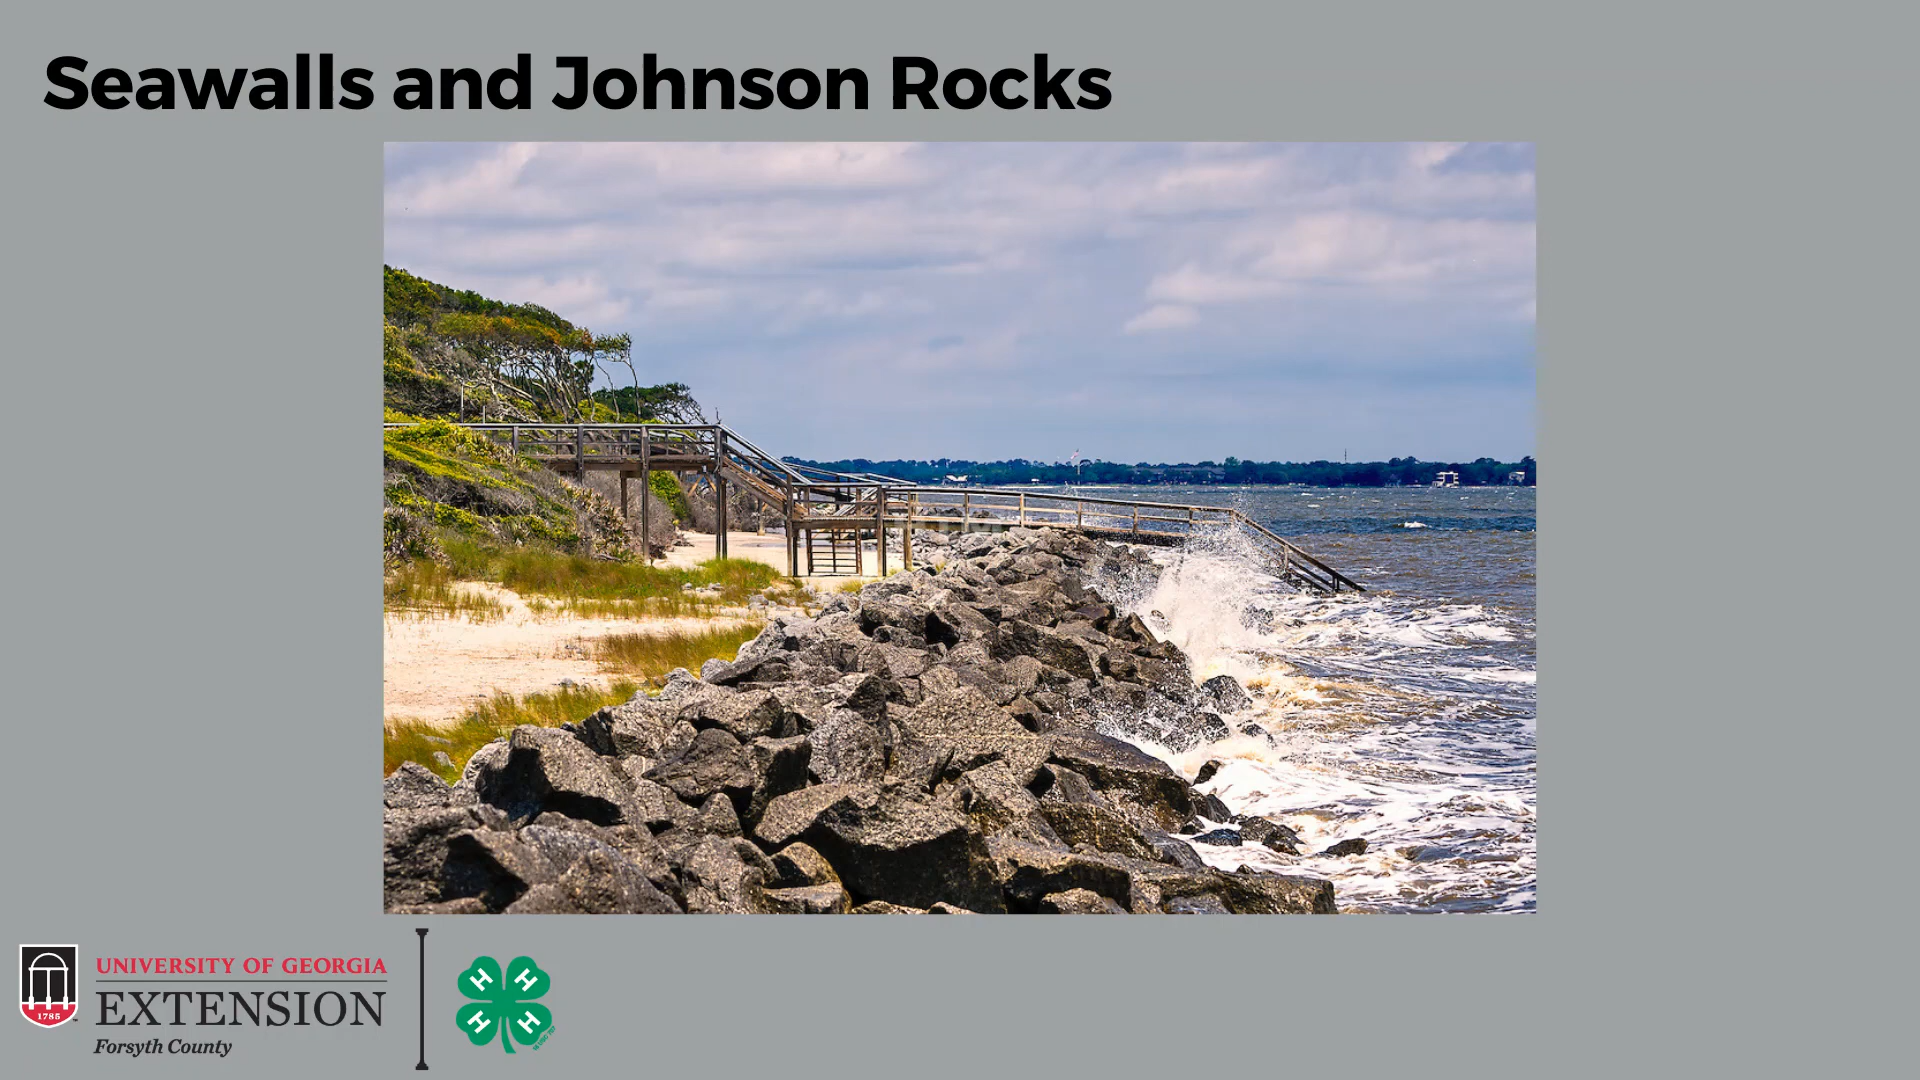 Seawalls and Johnson Rocks
UNIVERSITY OF GEORGIA
EXTENSION
Forsyth County
1785
H H
H H